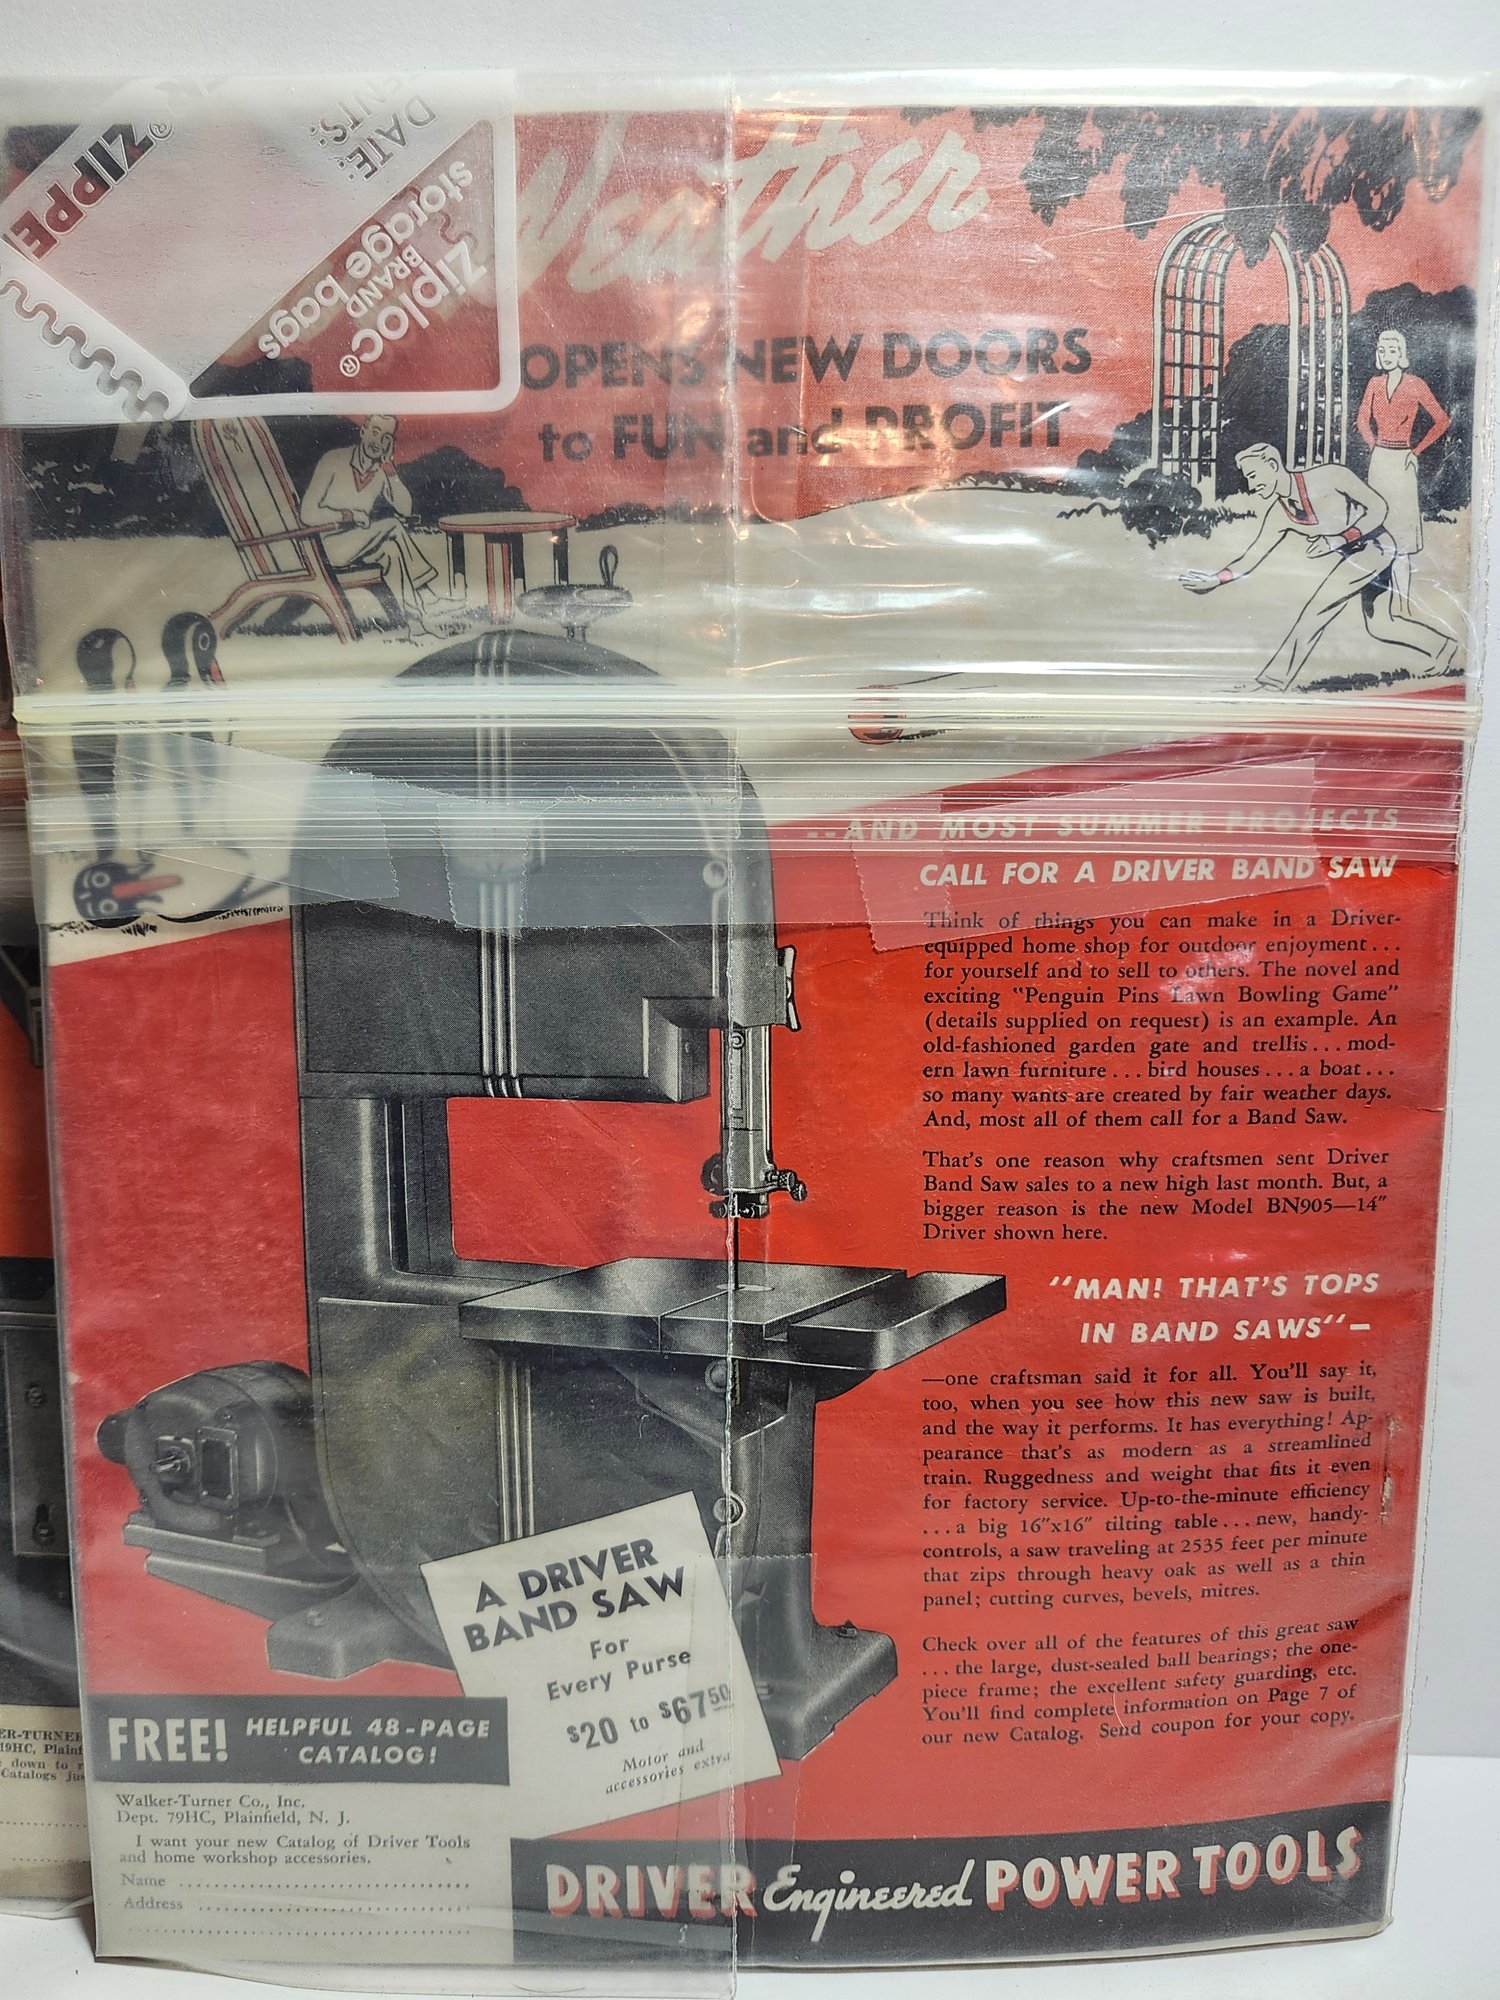 ZIPPE
DATE:
ENTS:
Ziploc®
BRAND
storage bags
Weather
OPENS NEW DOORS
to FUN and PROFIT
--AND MOST SUMMER PROJECTS
CALL FOR A DRIVER BAND SAW
Think of things you can make in a Driver-
equipped home shop for outdoor enjoyment...
for yourself and to sell to others. The novel and
exciting "Penguin Pins Lawn Bowling Game"
(details supplied on request) is an example. An
old-fashioned garden gate and trellis...mod-
ern lawn furniture...bird houses...a boat...
so many wants are created by fair weather days.
And, most all of them call for a Band Saw.
That's one reason why craftsmen sent Driver
Band Saw sales to a new high last month. But, a
bigger reason is the new Model BN905—14"
Driver shown here.
"MAN! THAT'S TOPS
IN BAND SAWS"—
—one craftsman said it for all. You'll say it,
too, when you see how this new saw is built,
and the way it performs. It has everything! Ap-
pearance that's as modern as a streamlined
train. Ruggedness and weight that fits it even
for factory service. Up-to-the-minute efficiency
...a big 16"x16" tilting table...new, handy-
controls, a saw traveling at 2535 feet per minute
that zips through heavy oak as well as a thin
panel; cutting curves, bevels, mitres.
Check over all of the features of this great saw
...the large, dust-sealed ball bearings; the one-
piece frame; the excellent safety guarding, etc.
You'll find complete information on Page 7 of
our new Catalog. Send coupon for your copy.
A DRIVER
BAND SAW
For
Every Purse
$20 to $67.50
Motor and
accessories extra
FREE! HELPFUL 48-PAGE
CATALOG!
Walker-Turner Co., Inc.
Dept. 79HC, Plainfield, N. J.
I want your new Catalog of Driver Tools
and home workshop accessories.
Name
Address
DRIVER Engineered POWER TOOLS
ER-TURNER
79HC, Plainf
down to r
Catalogs jus